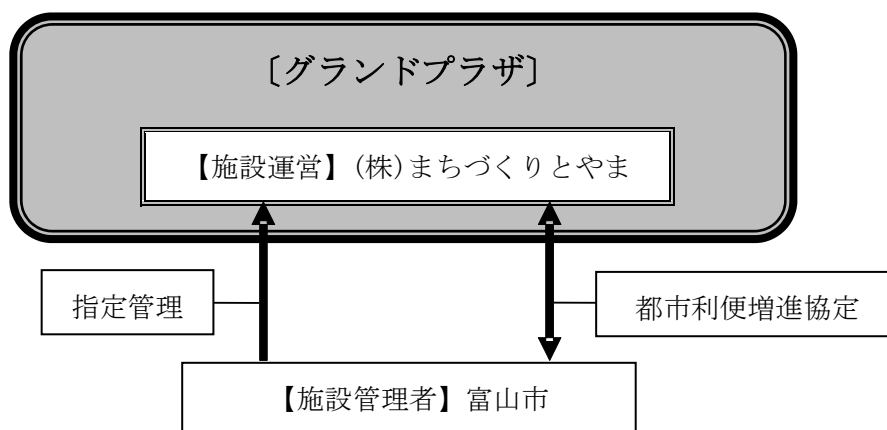 〔グランドプラザ〕
【施設運営】(株)まちづくりとやま
指定管理
都市利便増進協定
【施設管理者】富山市